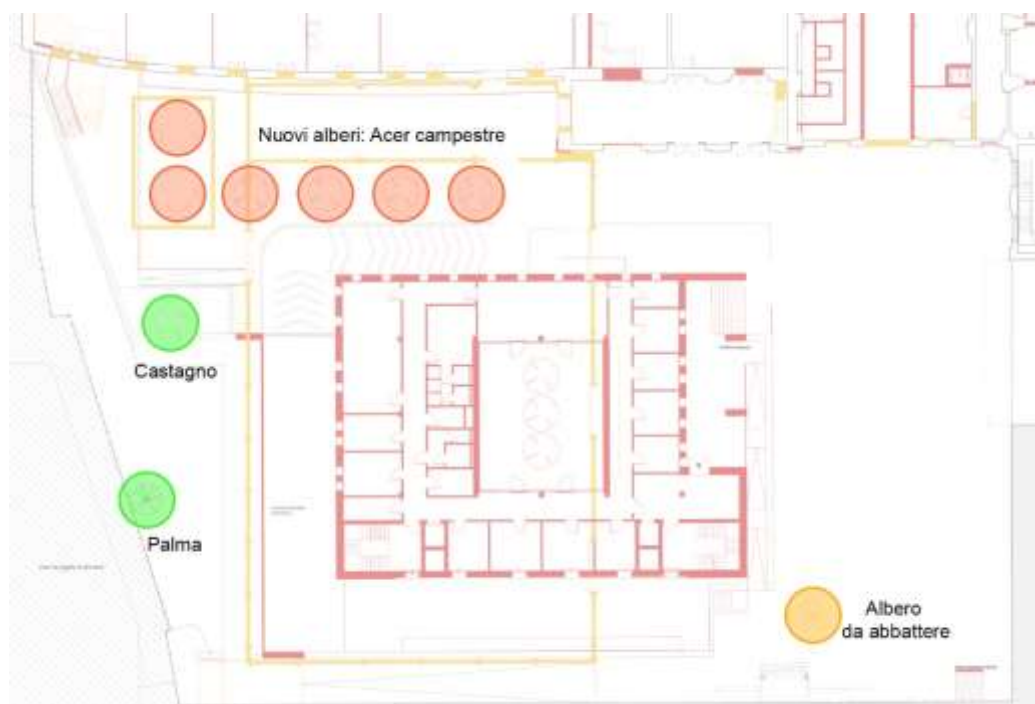 Nuovi alberi: Acer campestre
Castagno
Palma
Albero
da abbattere